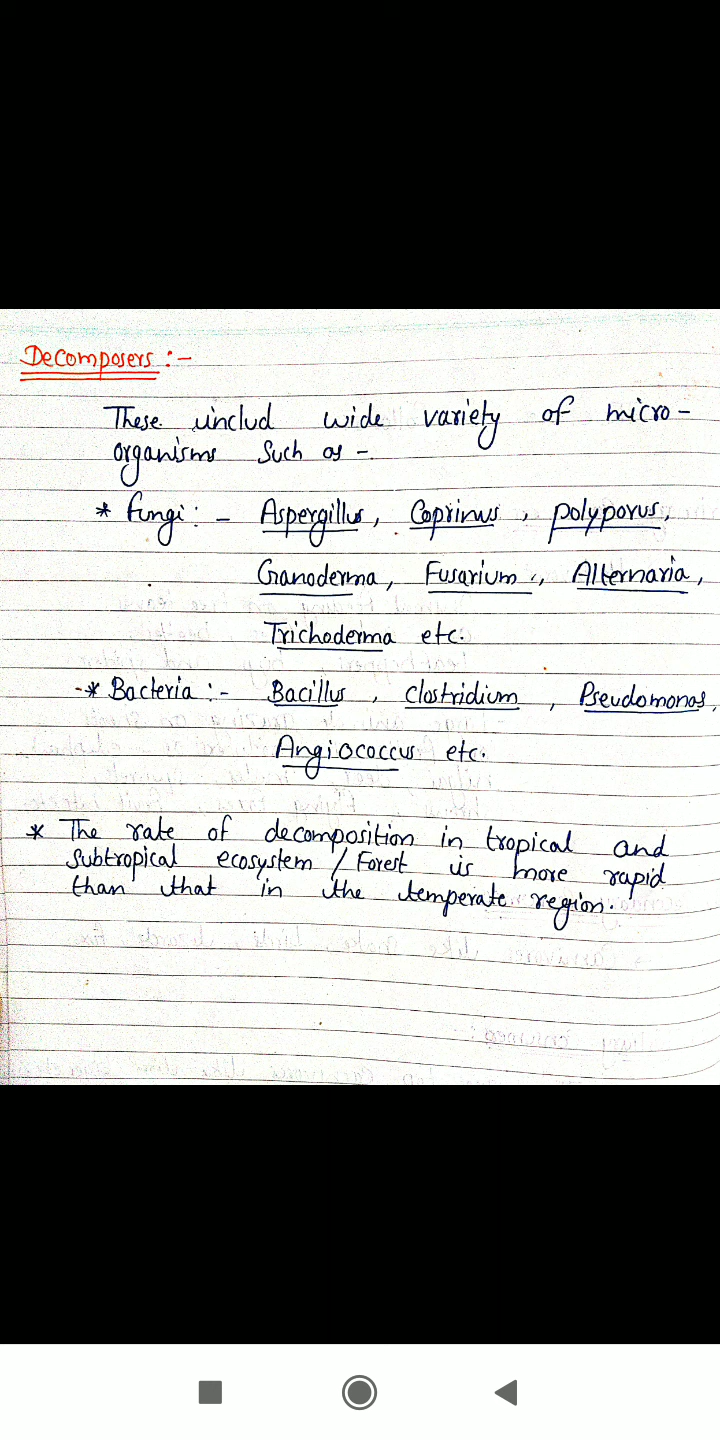 Decomposers :-
These includ wide variety of micro-
organisms Such as -
* fungi: - Aspergillus, Coprinus, polyporus,
Ganoderma, Fusarium, Alternaria,
Trichoderma etc.
* Bacteria :- Bacillus, Clostridium, Pseudomonas,
Angiococcus etc.
* The rate of decomposition in tropical and
Subtropical ecosystem / Forest is more rapid
than that in the temperate region.